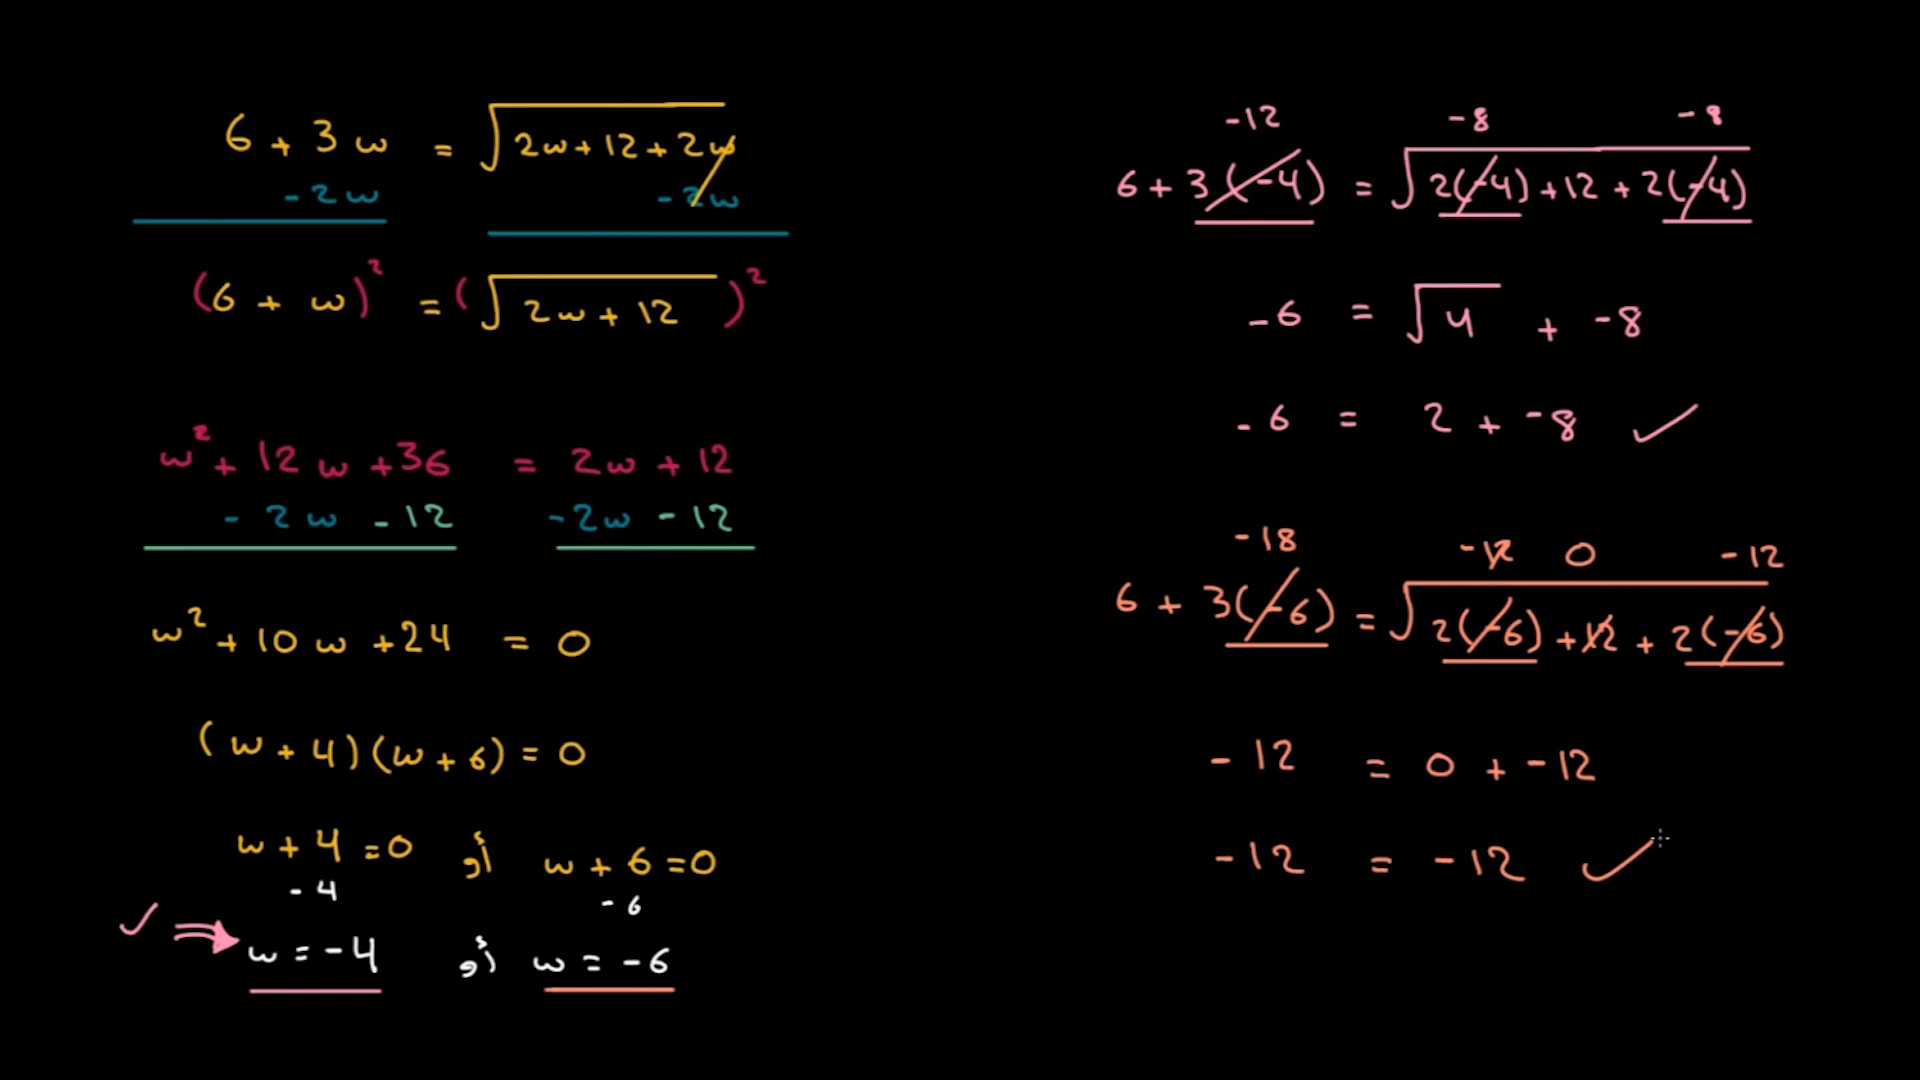 6 + 3w = √(2w + 12 + 2w
- 2w - 2w
(6 + w)² = (√2w + 12)²
w² + 12w + 36 = 2w + 12
- 2w - 12 - 2w - 12
w² + 10w + 24 = 0
(w + 4)(w + 6) = 0
w + 4 = 0 أو w + 6 = 0
- 4 - 6
w = -4 أو w = -6
-12 -8 -8
6 + 3(-4) = √2(-4) + 12 + 2(-4)
-6 = √4 + -8
-6 = 2 + -8 ✓
-18 -12 0 -12
6 + 3(-6) = √2(-6) + 12 + 2(-6)
-12 = 0 + -12
-12 = -12 ✓